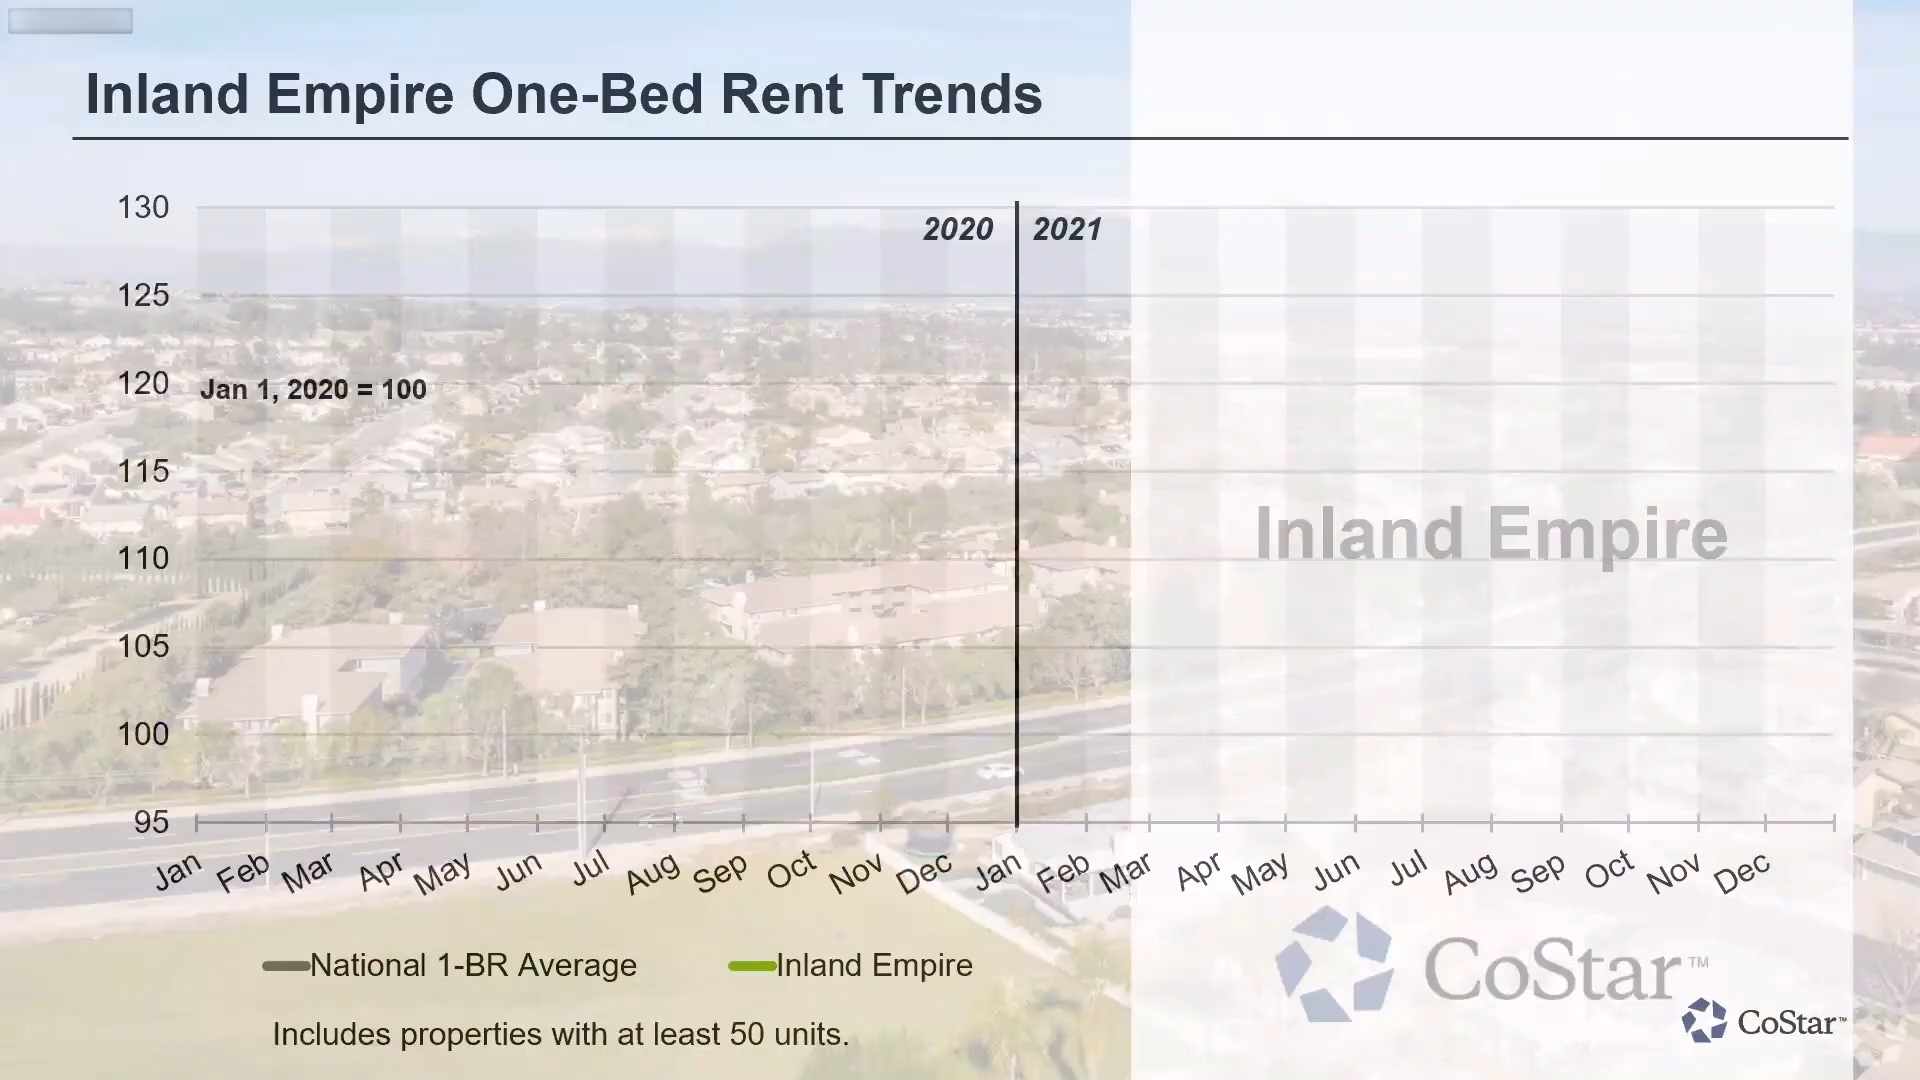 Inland Empire One-Bed Rent Trends
130
2020 2021
125
120
Jan 1, 2020 = 100
115
Inland Empire
110
105
100
95
Jan Feb Mar Apr May Jun Jul Aug Sep Oct Nov Dec Jan Feb Mar Apr May Jun Jul Aug Sep Oct Nov Dec
National 1-BR Average Inland Empire
CoStar™
CoStar™
Includes properties with at least 50 units.